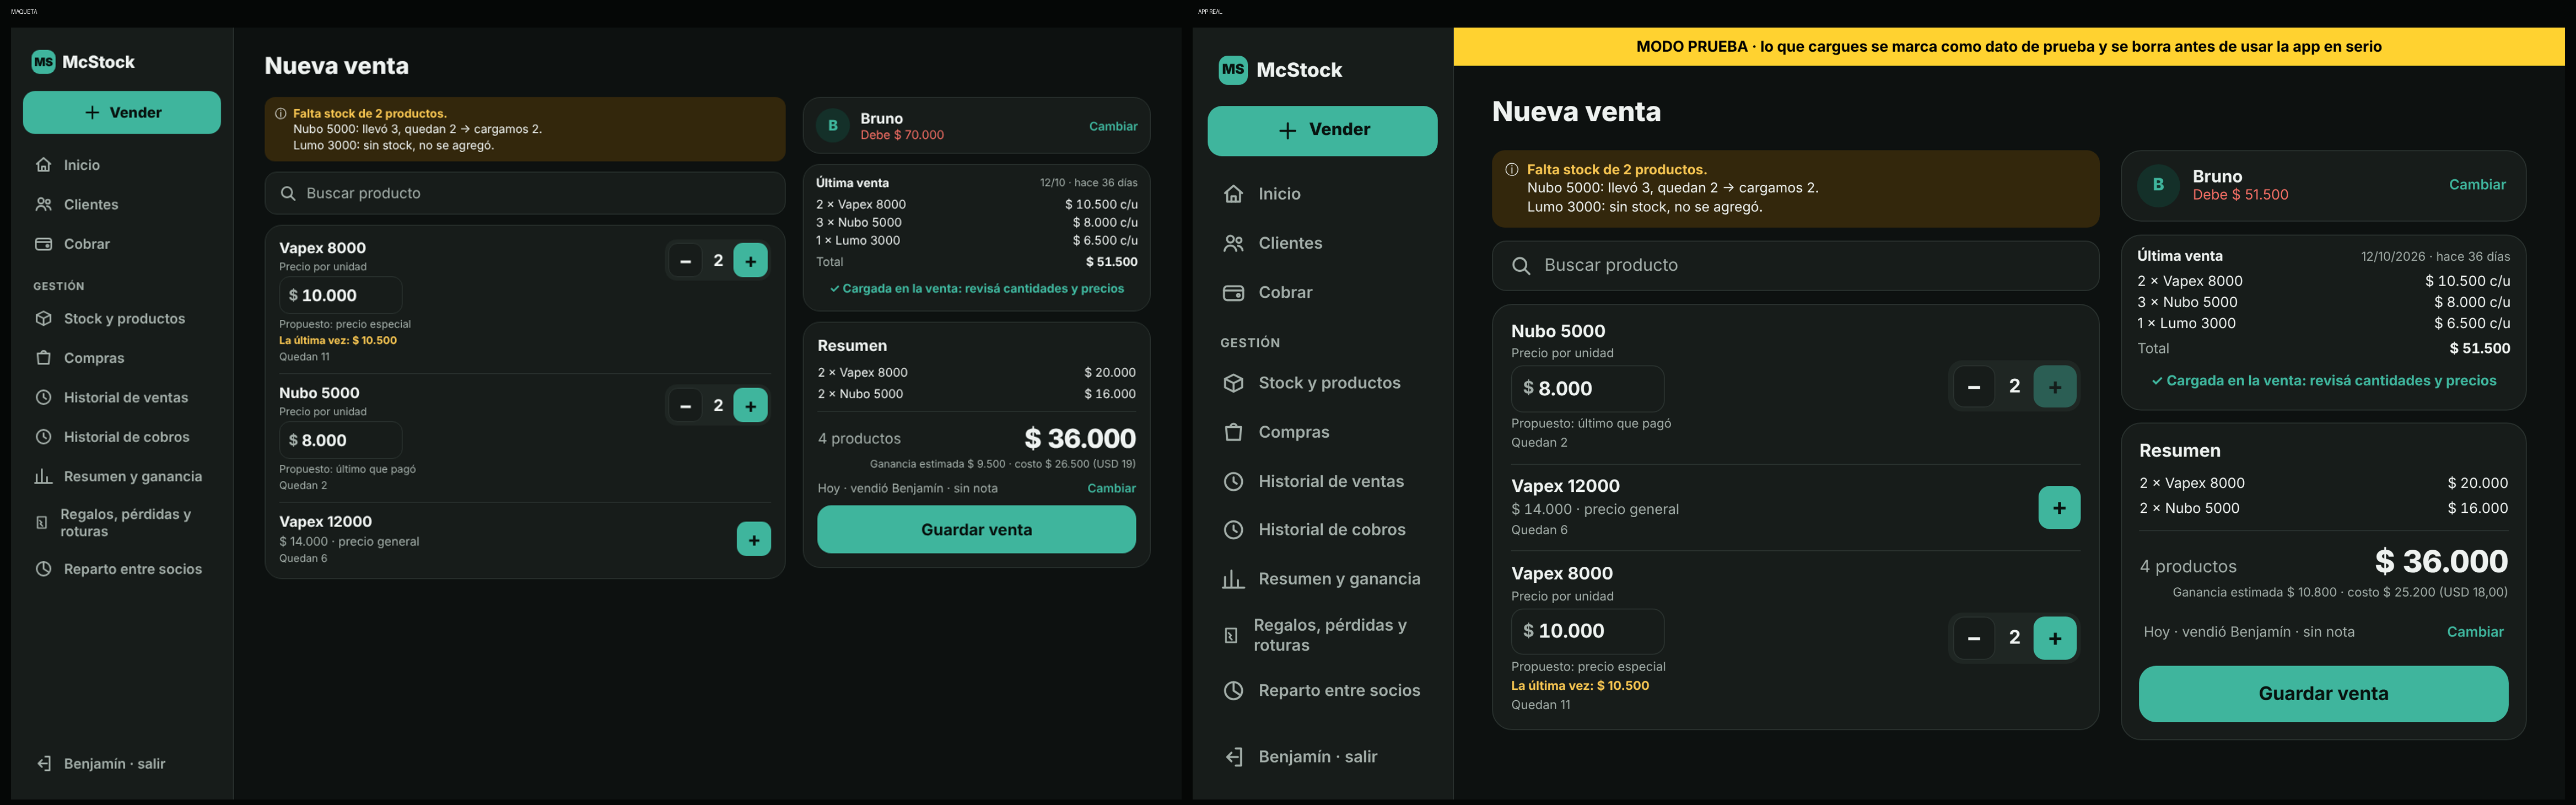 MAQUETA
MS McStock
+ Vender
Inicio
Clientes
Cobrar
GESTIÓN
Stock y productos
Compras
Historial de ventas
Historial de cobros
Resumen y ganancia
Regalos, pérdidas y
roturas
Reparto entre socios
Benjamín · salir
Nueva venta
Falta stock de 2 productos.
Nubo 5000: llevó 3, quedan 2 → cargamos 2.
Lumo 3000: sin stock, no se agregó.
Buscar producto
Vapex 8000
Precio por unidad
$ 10.000
− 2 +
Propuesto: precio especial
La última vez: $ 10.500
Quedan 11
Nubo 5000
Precio por unidad
$ 8.000
− 2 +
Propuesto: último que pagó
Quedan 2
Vapex 12000
$ 14.000 · precio general
Quedan 6
+
B
Bruno
Debe $ 70.000
Cambiar
Última venta 12/10 · hace 36 días
2 × Vapex 8000 $ 10.500 c/u
3 × Nubo 5000 $ 8.000 c/u
1 × Lumo 3000 $ 6.500 c/u
Total $ 51.500
✓ Cargada en la venta: revisá cantidades y precios
Resumen
2 × Vapex 8000 $ 20.000
2 × Nubo 5000 $ 16.000
4 productos $ 36.000
Ganancia estimada $ 9.500 · costo $ 26.500 (USD 19)
Hoy · vendió Benjamín · sin nota Cambiar
Guardar venta
APP REAL
MS McStock
+ Vender
Inicio
Clientes
Cobrar
GESTIÓN
Stock y productos
Compras
Historial de ventas
Historial de cobros
Resumen y ganancia
Regalos, pérdidas y
roturas
Reparto entre socios
Benjamín · salir
MODO PRUEBA · lo que cargues se marca como dato de prueba y se borra antes de usar la app en serio
Nueva venta
Falta stock de 2 productos.
Nubo 5000: llevó 3, quedan 2 → cargamos 2.
Lumo 3000: sin stock, no se agregó.
Buscar producto
Nubo 5000
Precio por unidad
$ 8.000
− 2 +
Propuesto: último que pagó
Quedan 2
Vapex 12000
$ 14.000 · precio general
Quedan 6
+
Vapex 8000
Precio por unidad
$ 10.000
− 2 +
Propuesto: precio especial
La última vez: $ 10.500
Quedan 11
B
Bruno
Debe $ 51.500
Cambiar
Última venta 12/10/2026 · hace 36 días
2 × Vapex 8000 $ 10.500 c/u
3 × Nubo 5000 $ 8.000 c/u
1 × Lumo 3000 $ 6.500 c/u
Total $ 51.500
✓ Cargada en la venta: revisá cantidades y precios
Resumen
2 × Vapex 8000 $ 20.000
2 × Nubo 5000 $ 16.000
4 productos $ 36.000
Ganancia estimada $ 10.800 · costo $ 25.200 (USD 18,00)
Hoy · vendió Benjamín · sin nota Cambiar
Guardar venta